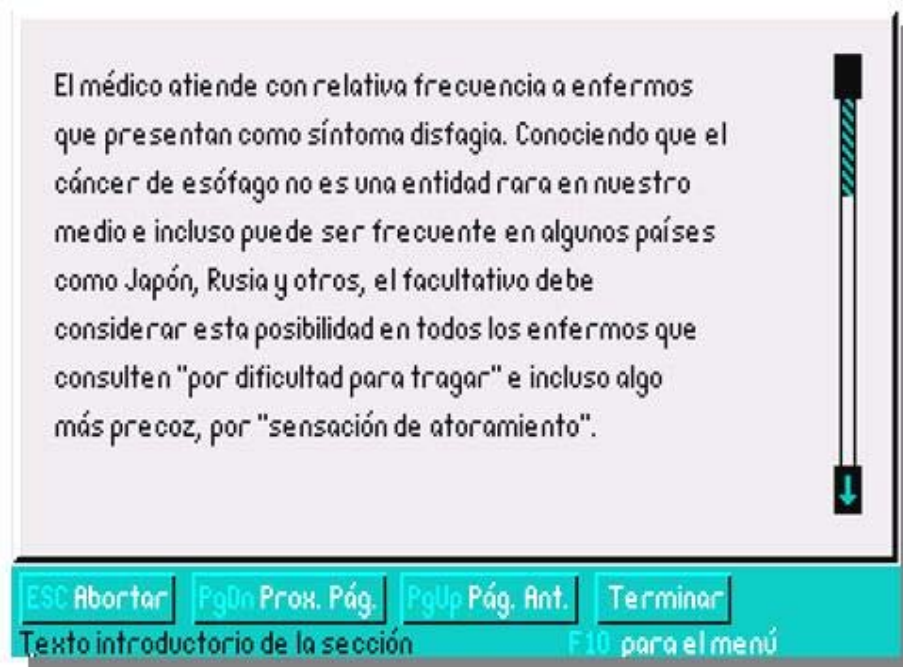 El médico atiende con relativa frecuencia a enfermos
que presentan como síntoma disfagia. Conociendo que el
cáncer de esófago no es una entidad rara en nuestro
medio e incluso puede ser frecuente en algunos países
como Japón, Rusia y otros, el facultativo debe
considerar esta posibilidad en todos los enfermos que
consulten "por dificultad para tragar" e incluso algo
más precoz, por "sensación de atoramiento".
ESC Abortar PgDn Prox. Pág. PgUp Pág. Ant. Terminar
Texto introductorio de la sección F10 para el menú